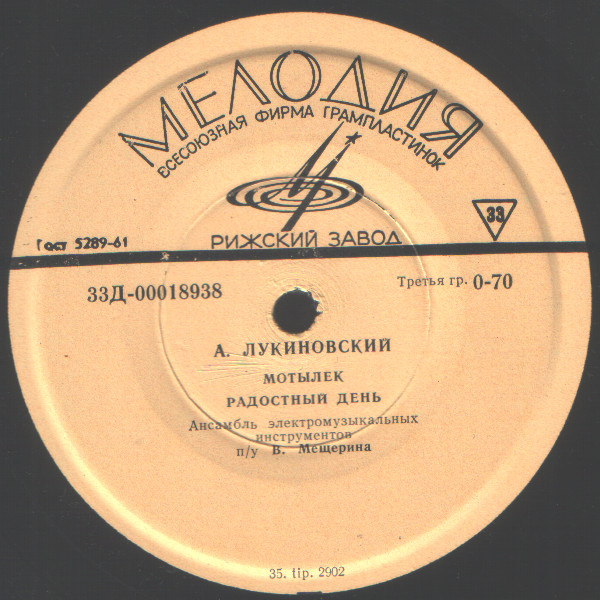 МЕЛОДИЯ
ВСЕСОЮЗНАЯ ФИРМА ГРАМПЛАСТИНОК
33
Гост 5289-61
РИЖСКИЙ ЗАВОД
33Д-00018938
Третья гр. 0-70
А. ЛУКИНОВСКИЙ
МОТЫЛЕК
РАДОСТНЫЙ ДЕНЬ
Ансамбль электромузыкальных
инструментов
п/у В. Мещерина
35. tip. 2902